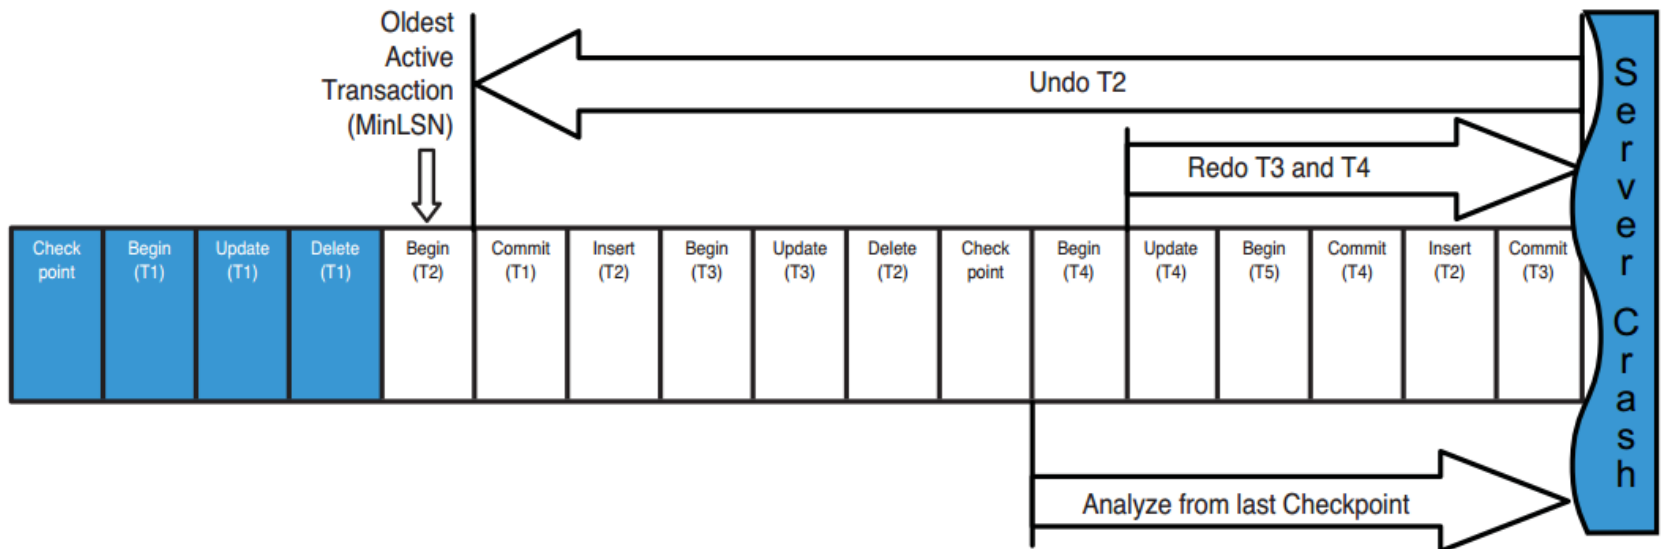 Oldest
Active
Transaction
(MinLSN)
Undo T2
Redo T3 and T4
Check
point
Begin
(T1)
Update
(T1)
Delete
(T1)
Begin
(T2)
Commit
(T1)
Insert
(T2)
Begin
(T3)
Update
(T3)
Delete
(T2)
Check
point
Begin
(T4)
Update
(T4)
Begin
(T5)
Commit
(T4)
Insert
(T2)
Commit
(T3)
Analyze from last Checkpoint
Server Crash